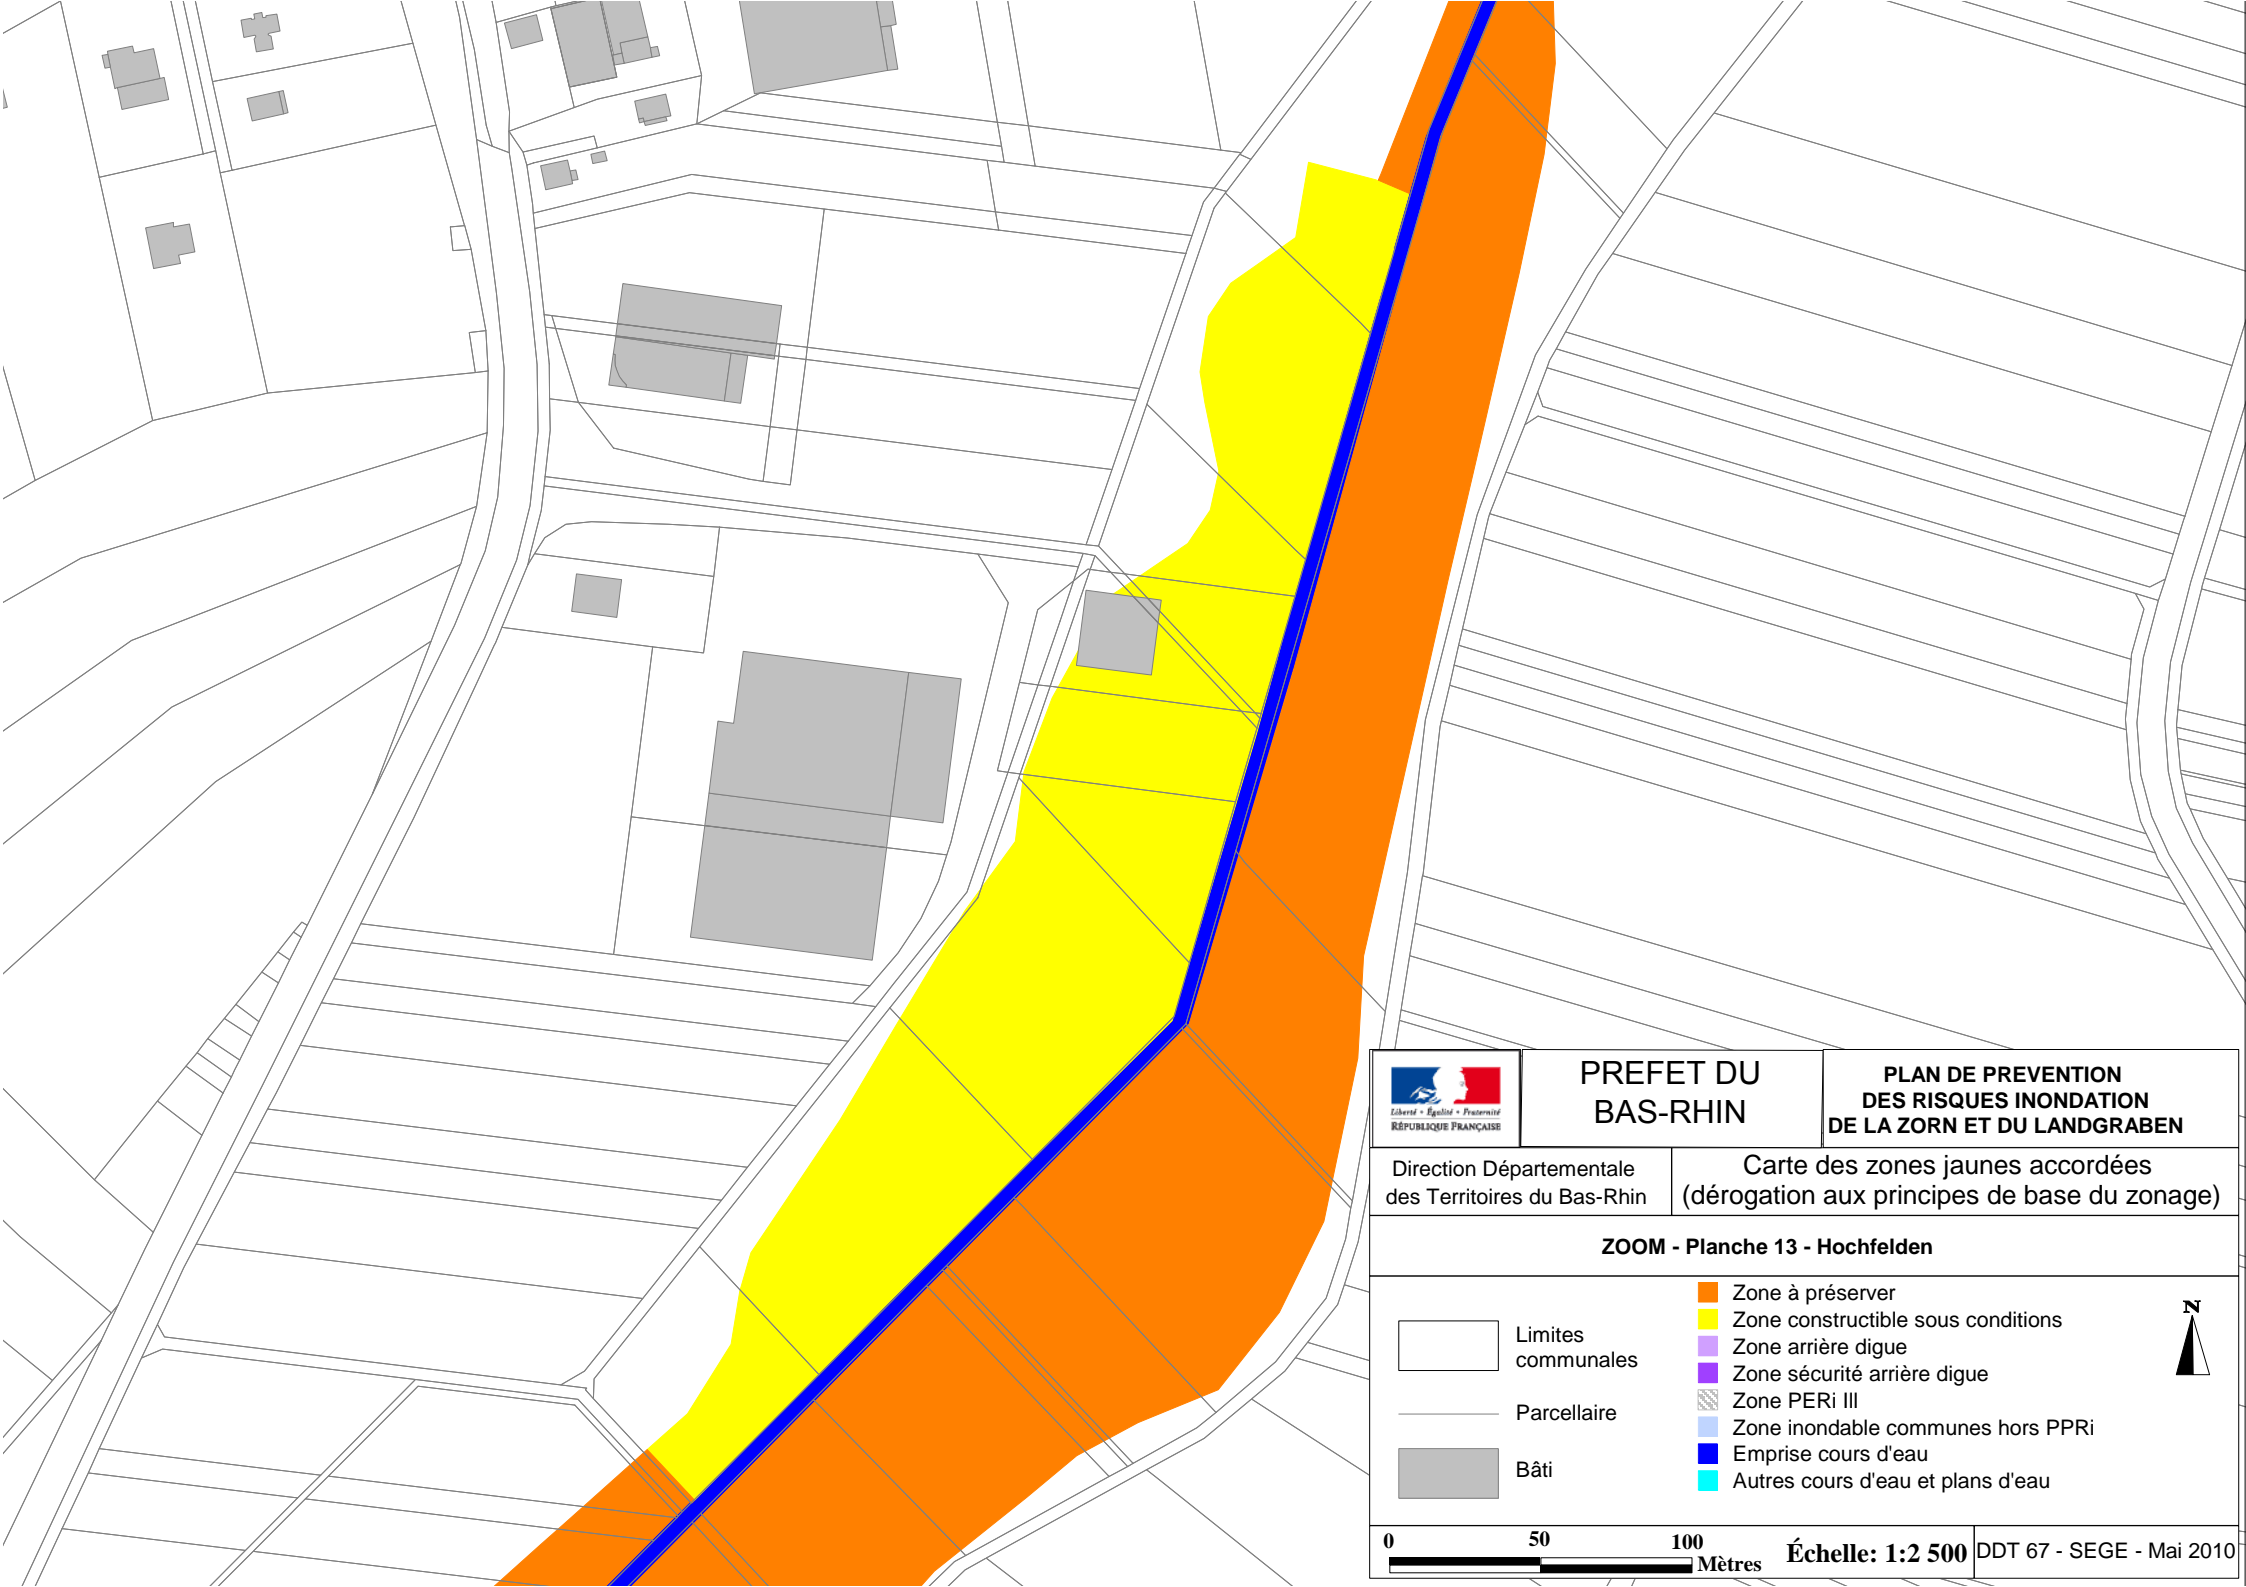 Liberté • Égalité • Fraternité
RÉPUBLIQUE FRANÇAISE
PREFET DU
BAS-RHIN
PLAN DE PREVENTION
DES RISQUES INONDATION
DE LA ZORN ET DU LANDGRABEN
Direction Départementale
des Territoires du Bas-Rhin
Carte des zones jaunes accordées
(dérogation aux principes de base du zonage)
ZOOM - Planche 13 - Hochfelden
Limites
communales
Parcellaire
Bâti
Zone à préserver
Zone constructible sous conditions
Zone arrière digue
Zone sécurité arrière digue
Zone PERi III
Zone inondable communes hors PPRi
Emprise cours d'eau
Autres cours d'eau et plans d'eau
N
0 50 100
Mètres
Échelle: 1:2 500
DDT 67 - SEGE - Mai 2010